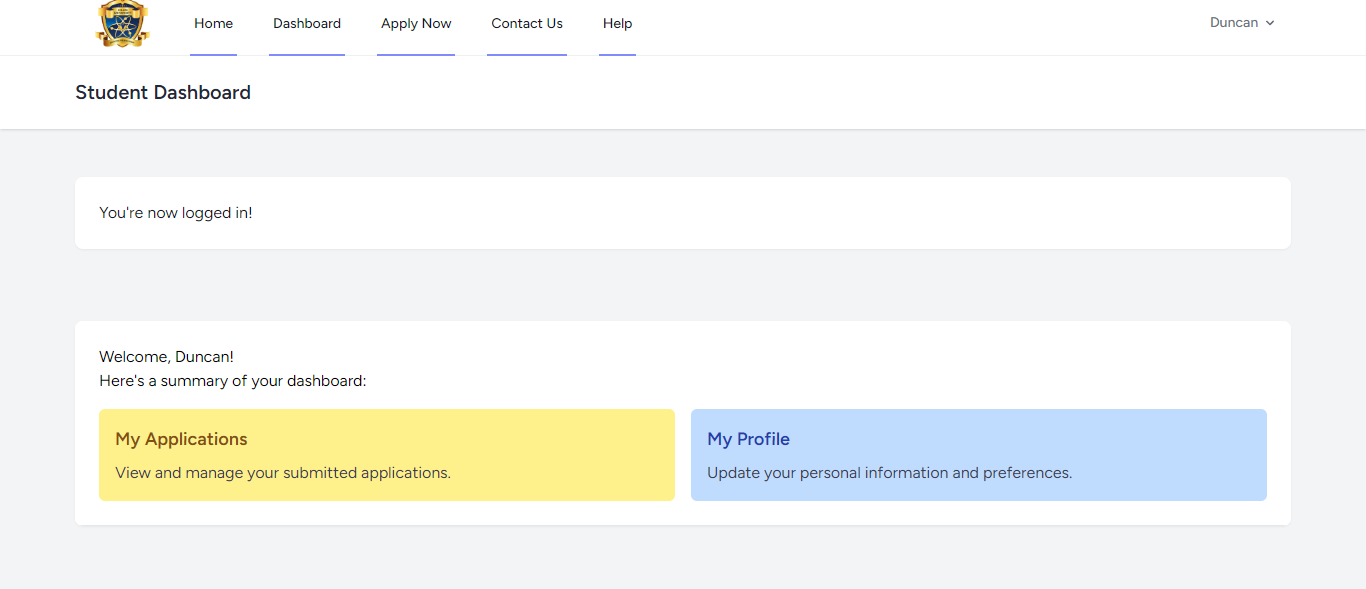 Home Dashboard Apply Now Contact Us Help Duncan
Student Dashboard
You're now logged in!
Welcome, Duncan!
Here's a summary of your dashboard:
My Applications
View and manage your submitted applications.
My Profile
Update your personal information and preferences.